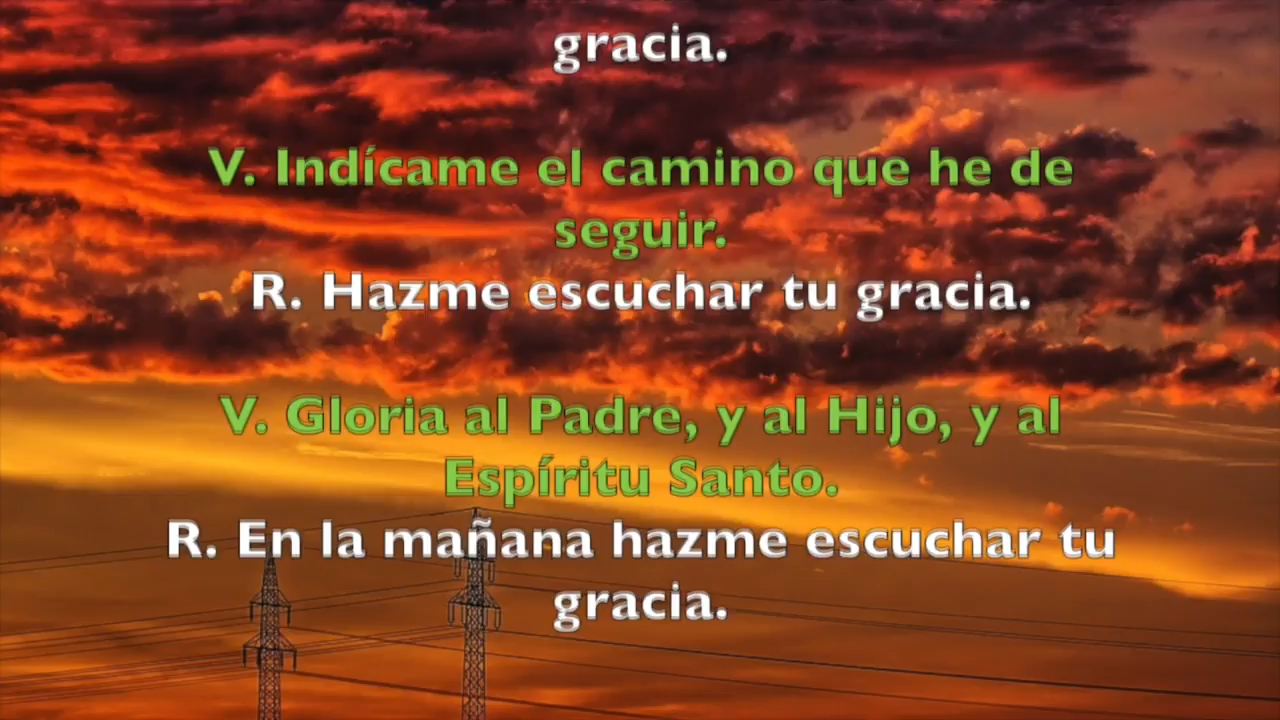 gracia.
V. Indícame el camino que he de
seguir.
R. Hazme escuchar tu gracia.
V. Gloria al Padre, y al Hijo, y al
Espíritu Santo.
R. En la mañana hazme escuchar tu
gracia.